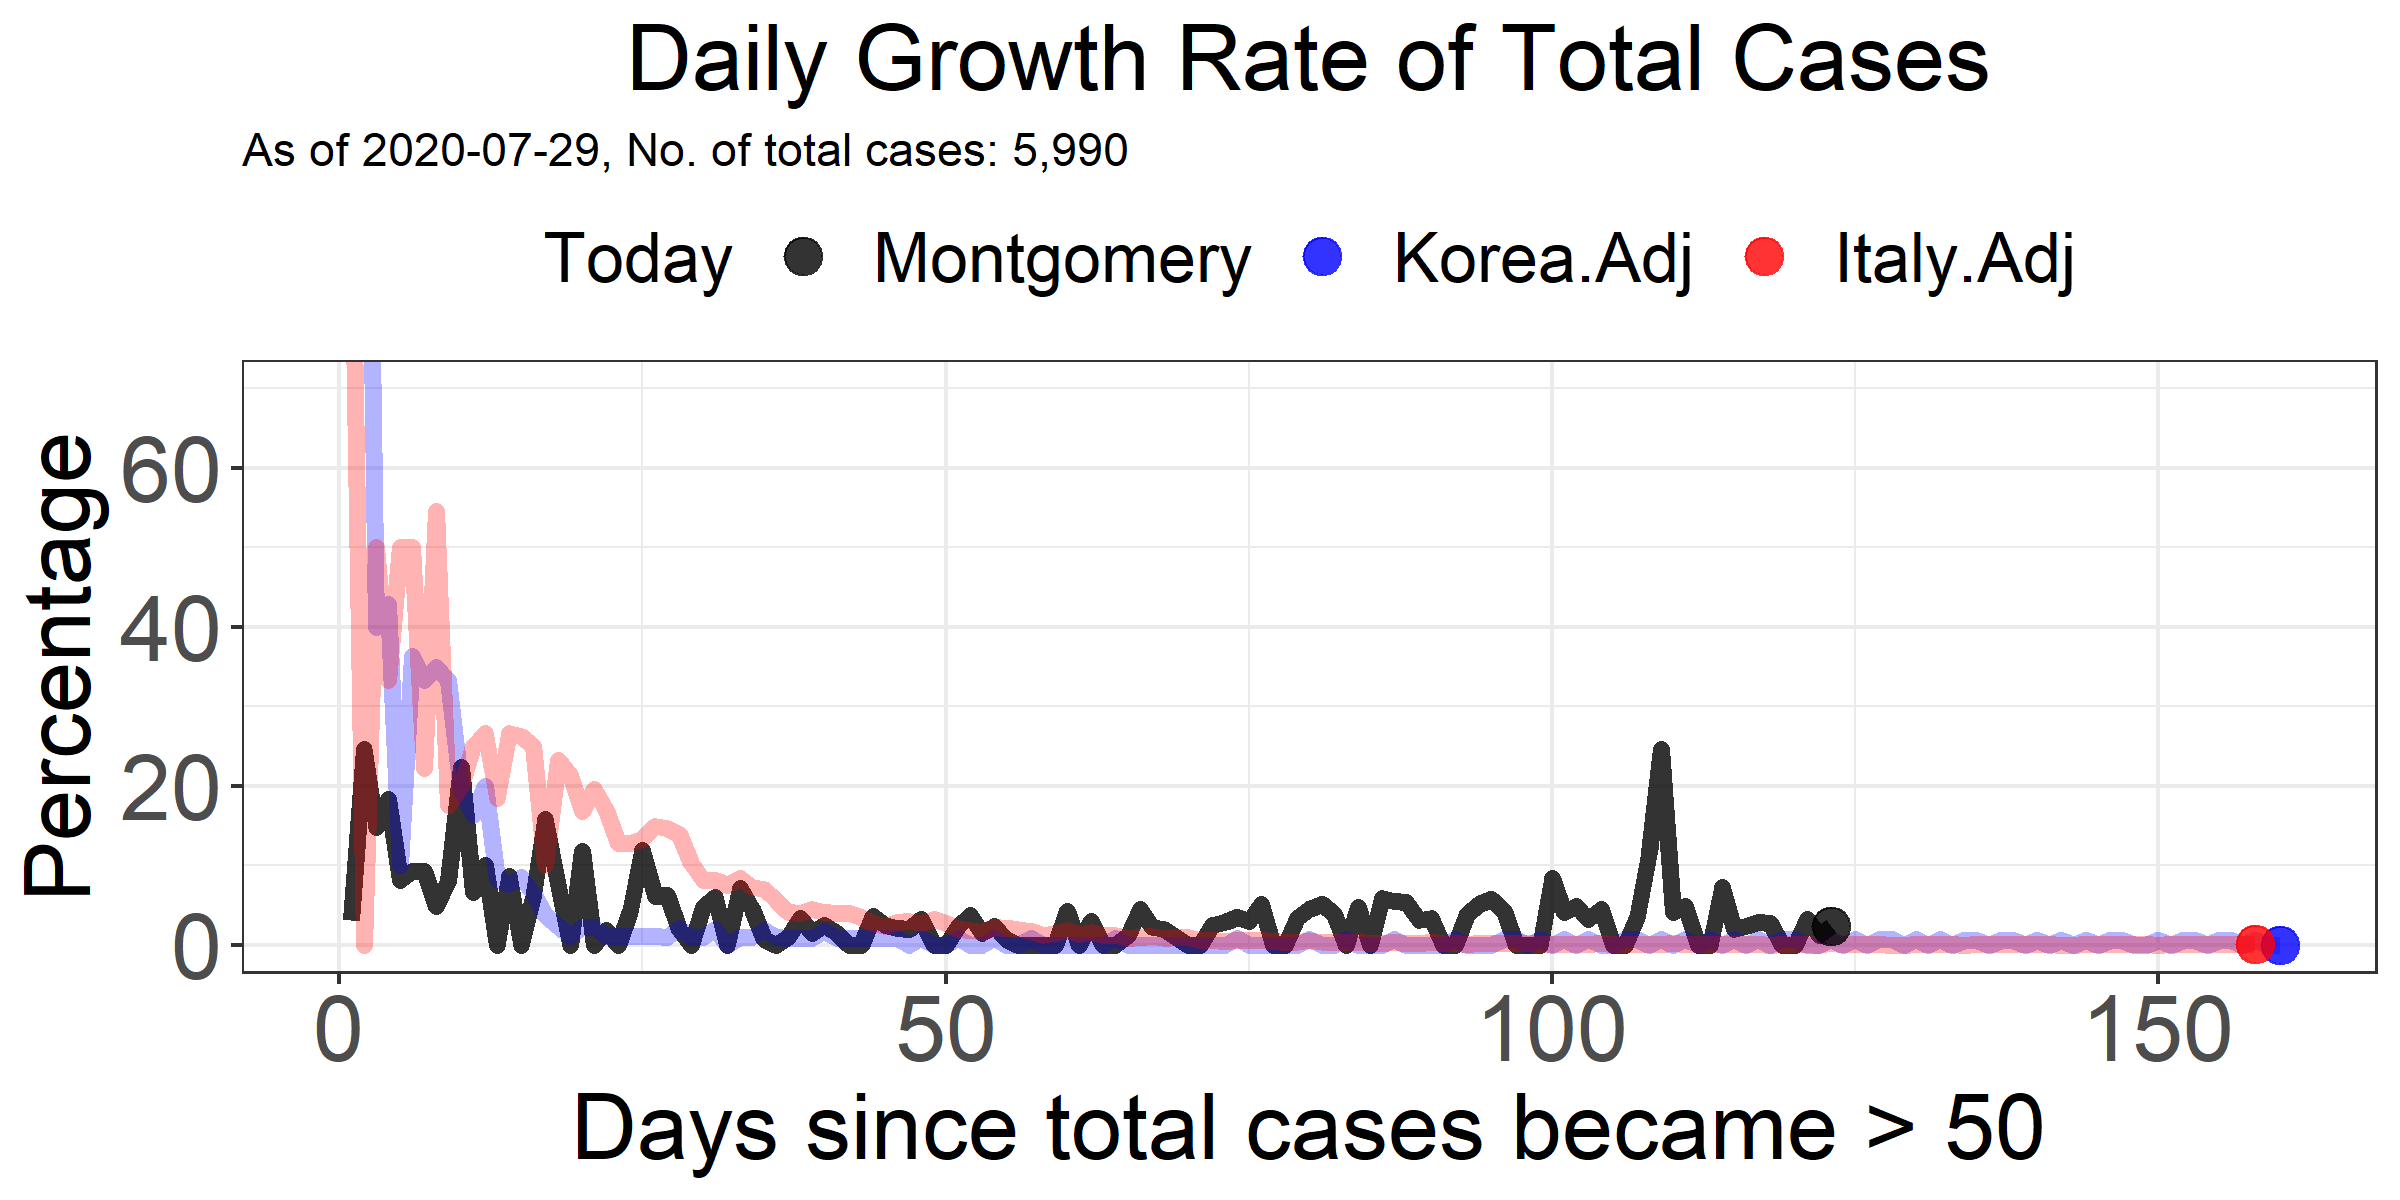 Daily Growth Rate of Total Cases
As of 2020-07-29, No. of total cases: 5,990
Today Montgomery Korea.Adj Italy.Adj
Percentage
60
40
20
0
0 50 100 150
Days since total cases became > 50